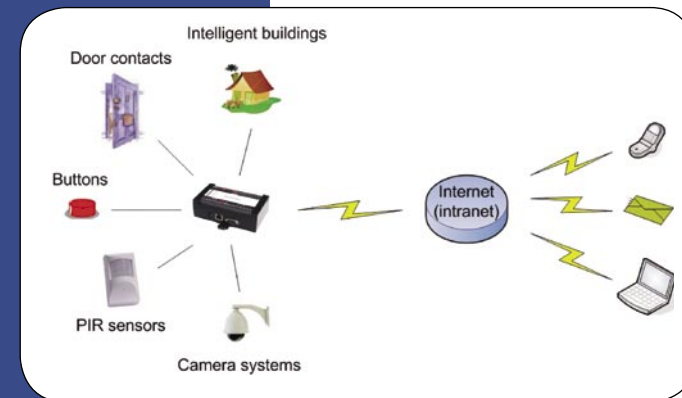 Intelligent buildings
Door contacts
Buttons
Internet
(intranet)
PIR sensors
Camera systems